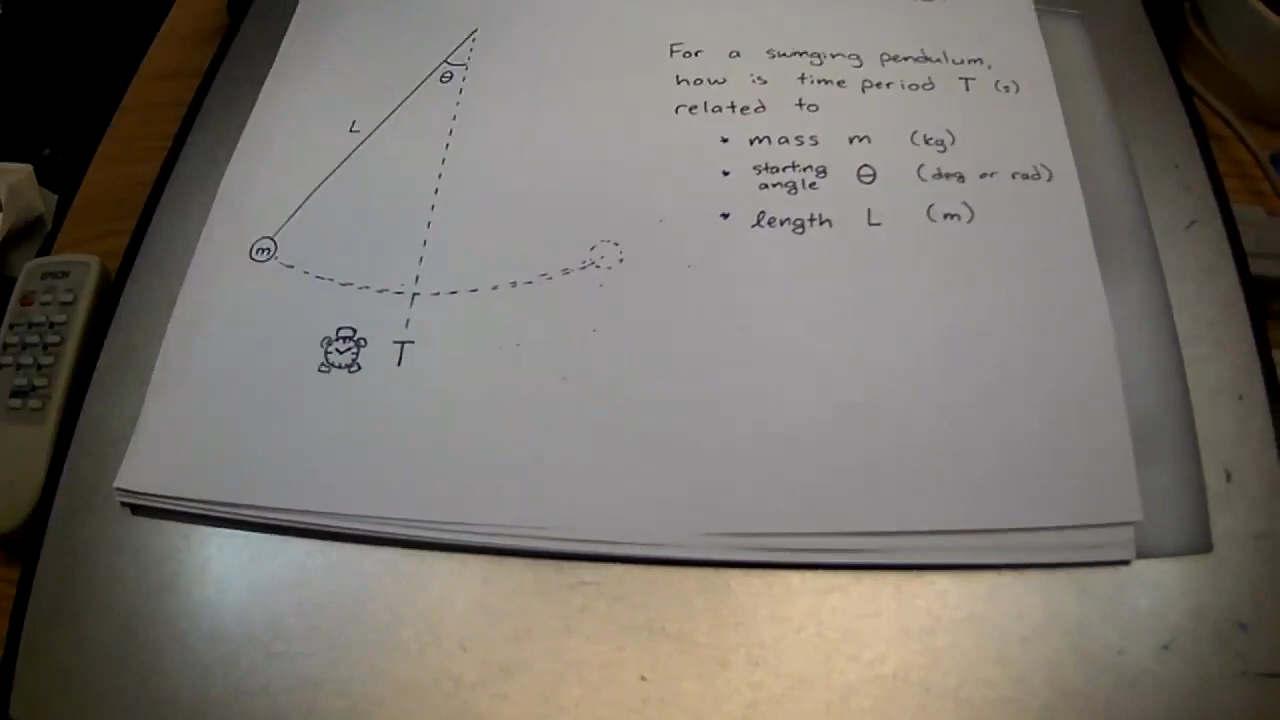 For a swinging pendulum,
how is time period T (s)
related to
* mass m (kg)
* starting angle θ (deg or rad)
* length L (m)
θ
L
m
T
EPSON